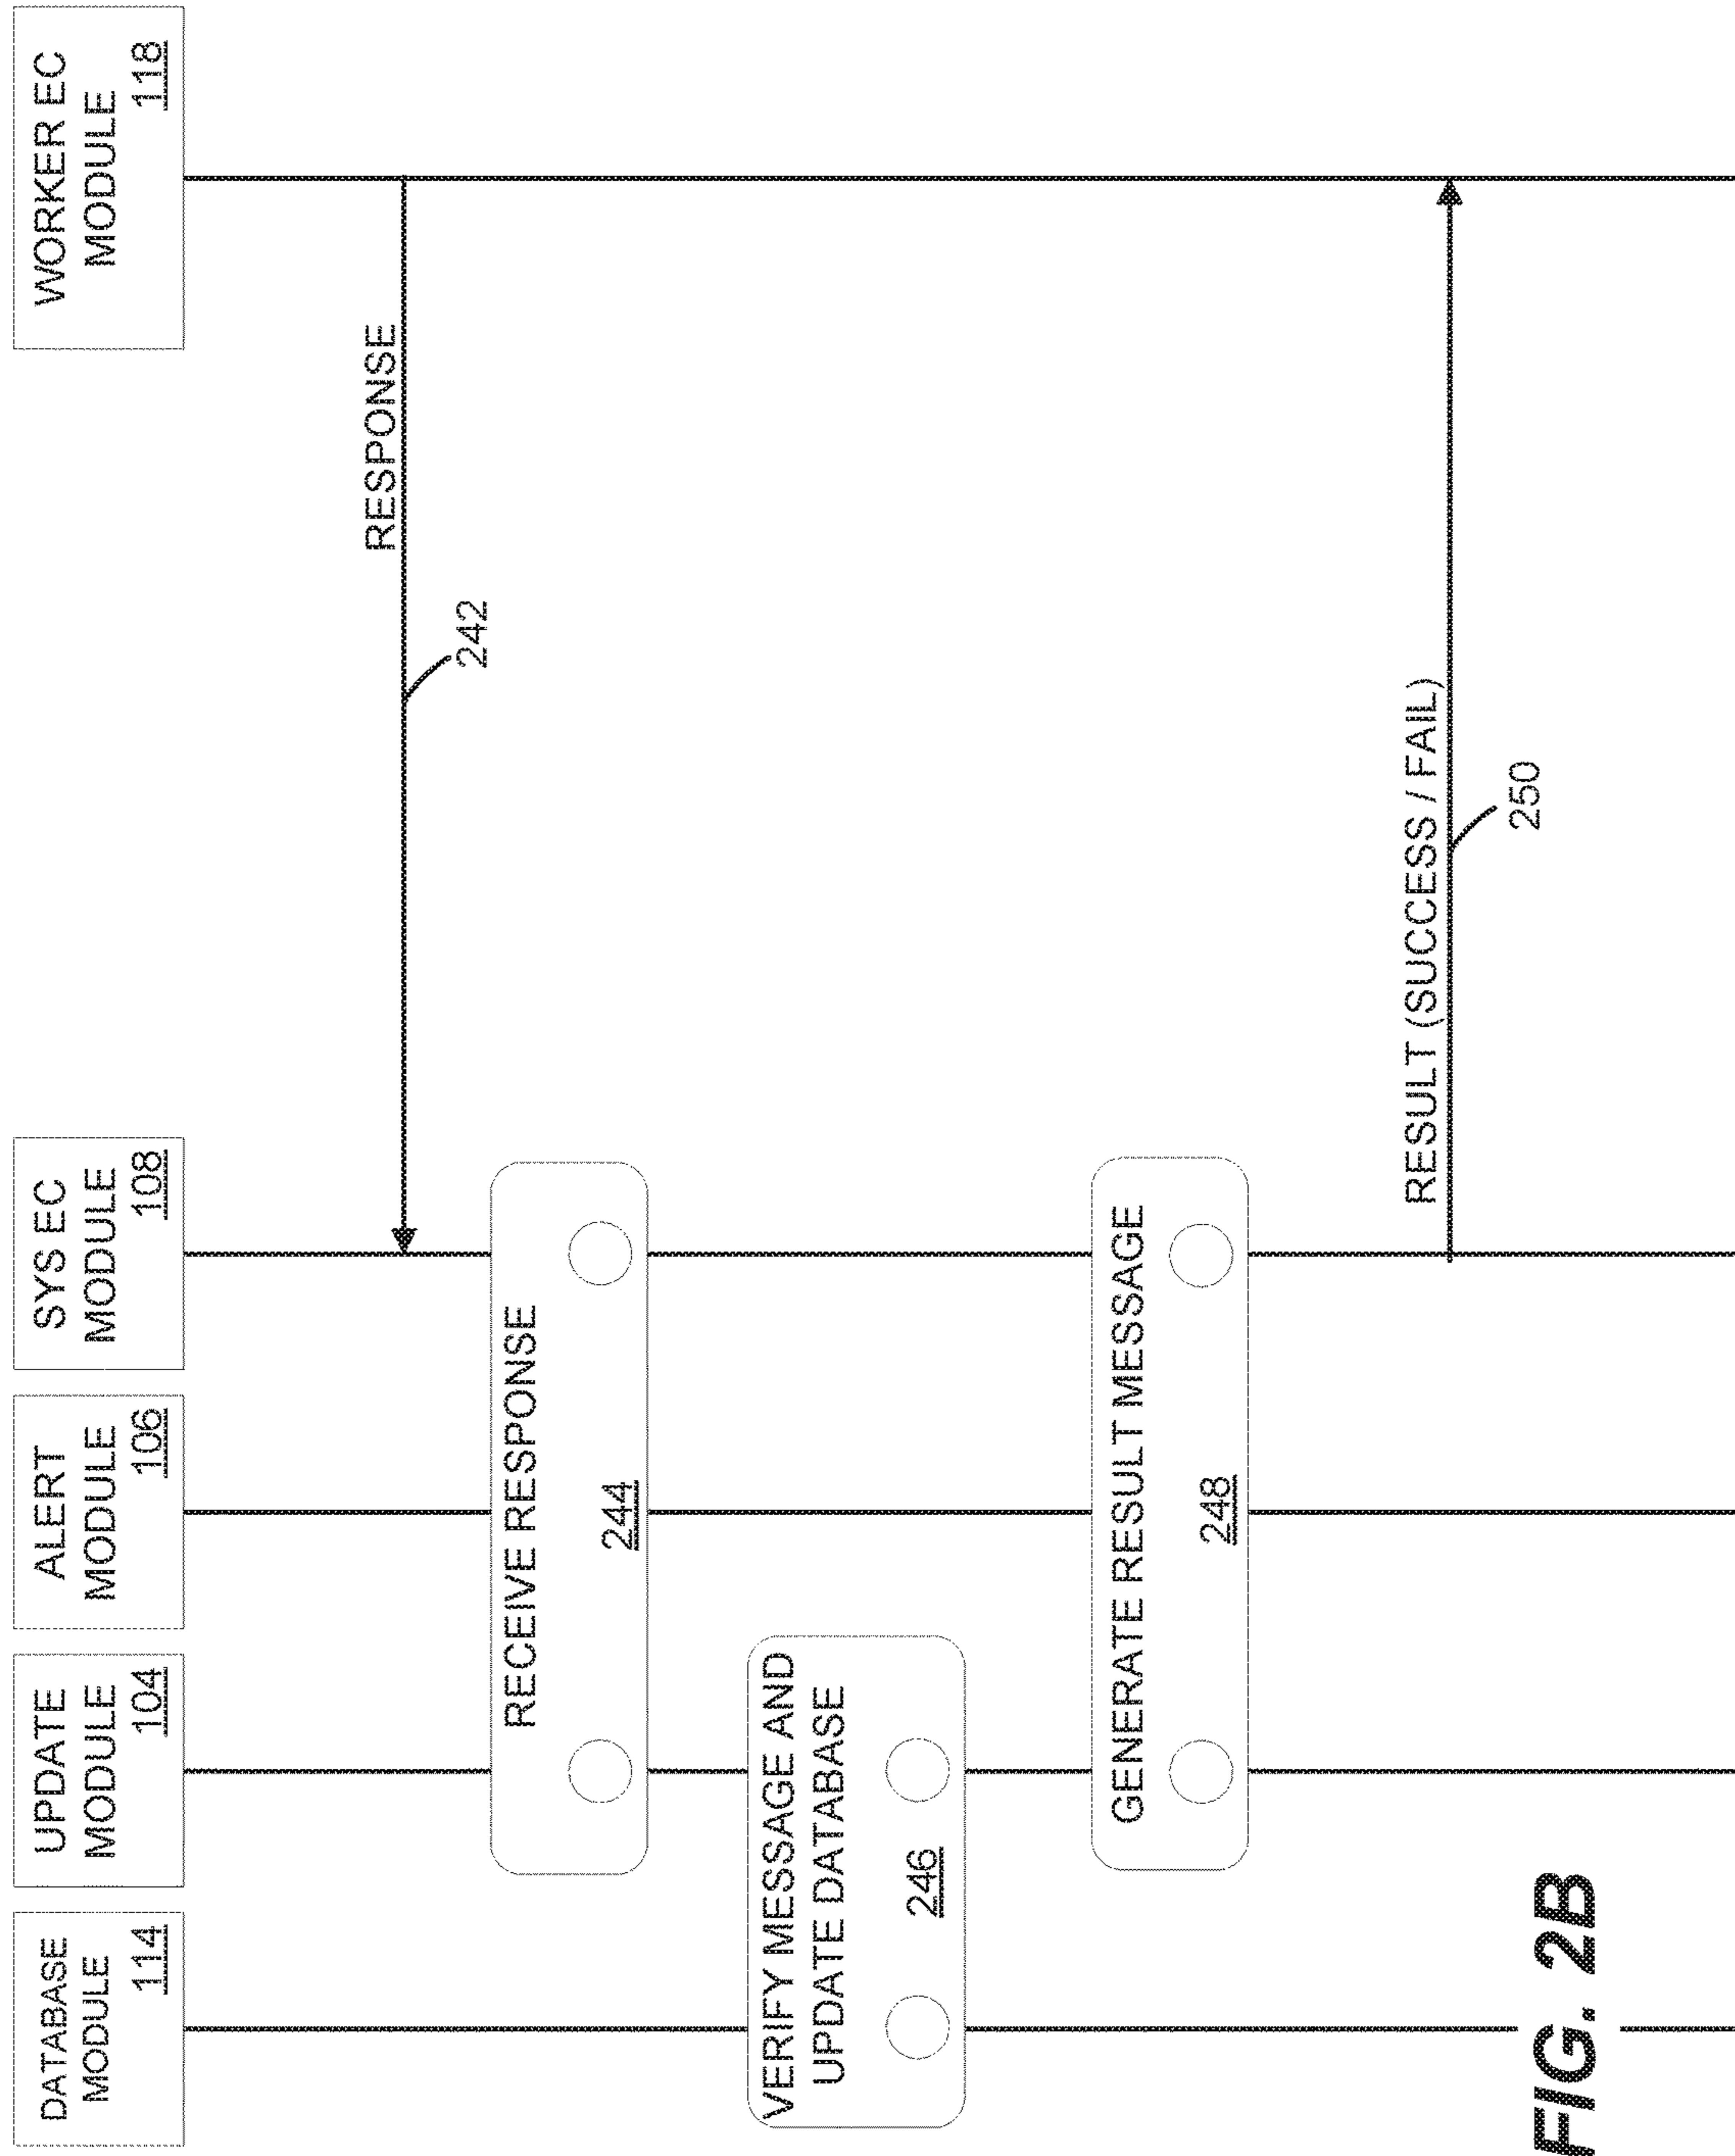 DATABASE
MODULE
114
UPDATE
MODULE
104
ALERT
MODULE
106
SYS EC
MODULE
108
WORKER EC
MODULE
118
RESPONSE
242
RECEIVE RESPONSE
244
VERIFY MESSAGE AND
UPDATE DATABASE
246
GENERATE RESULT MESSAGE
248
RESULT (SUCCESS / FAIL)
250
FIG. 2B